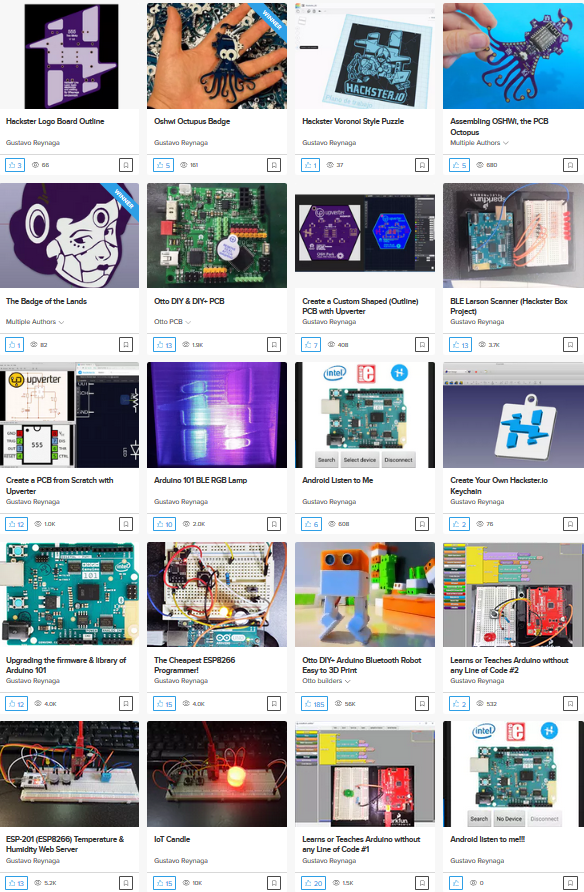 WINNER
HACKSTER.IO
Hackster Logo Board Outline
Oshwi Octupus Badge
Hackster Voronoi Style Puzzle
Assembling OSHWi, the PCB
Octopus
Gustavo Reynaga
Gustavo Reynaga
Gustavo Reynaga
Multiple Authors
3 66
5 161
1 37
5 680
WINNER
upverter
The Badge of the Lands
Otto DIY & DIY+ PCB
Create a Custom Shaped (Outline)
PCB with Upverter
BLE Larson Scanner (Hackster Box
Project)
Multiple Authors
Otto PCB
Gustavo Reynaga
Gustavo Reynaga
1 82
13 1.9K
7 408
13 3.7K
upverter
555
intel
Search Select device Disconnect
Create a PCB from Scratch with
Upverter
Arduino 101 BLE RGB Lamp
Android Listen to Me
Create Your Own Hackster.io
Keychain
Gustavo Reynaga
Gustavo Reynaga
Gustavo Reynaga
Gustavo Reynaga
12 1.0K
10 2.0K
6 608
2 76
101
intel
Upgrading the firmware & library of
Arduino 101
The Cheapest ESP8266
Programmer!
Otto DIY+ Arduino Bluetooth Robot
Easy to 3D Print
Learns or Teaches Arduino without
any Line of Code #2
Gustavo Reynaga
Gustavo Reynaga
Otto builders
Gustavo Reynaga
12 4.0K
15 4.0K
185 56K
2 532
intel
Search No Device Disconnect
ESP-201 (ESP8266) Temperature &
Humidity Web Server
IoT Candle
Learns or Teaches Arduino without
any Line of Code #1
Android listen to me!!!
Gustavo Reynaga
Gustavo Reynaga
Gustavo Reynaga
Gustavo Reynaga
13 5.2K
15 10K
20 1.5K
0